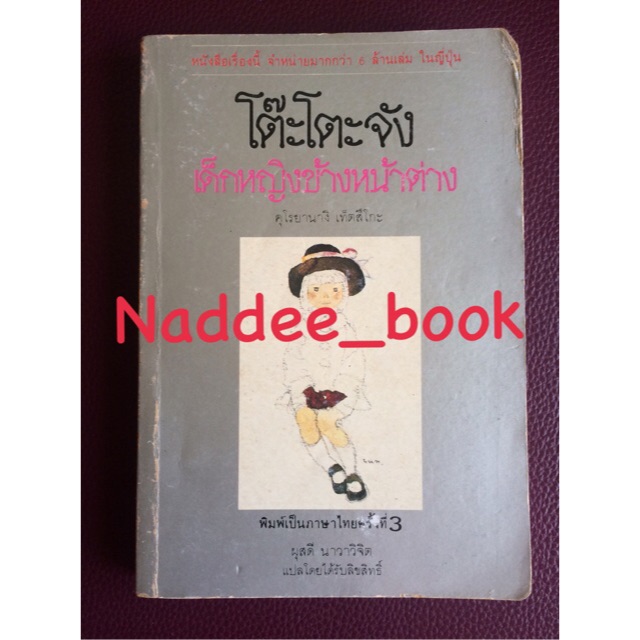 หนังสือเรื่องนี้ จำหน่ายมากกว่า 6 ล้านเล่ม ในญี่ปุ่น
โต๊ะโตะจัง
เด็กหญิงข้างหน้าต่าง
คุโรยานางิ เท็ตสึโกะ
Naddee_book
พิมพ์เป็นภาษาไทยครั้งที่ 3
ผุสดี นาวาวิจิต
แปลโดยได้รับลิขสิทธิ์